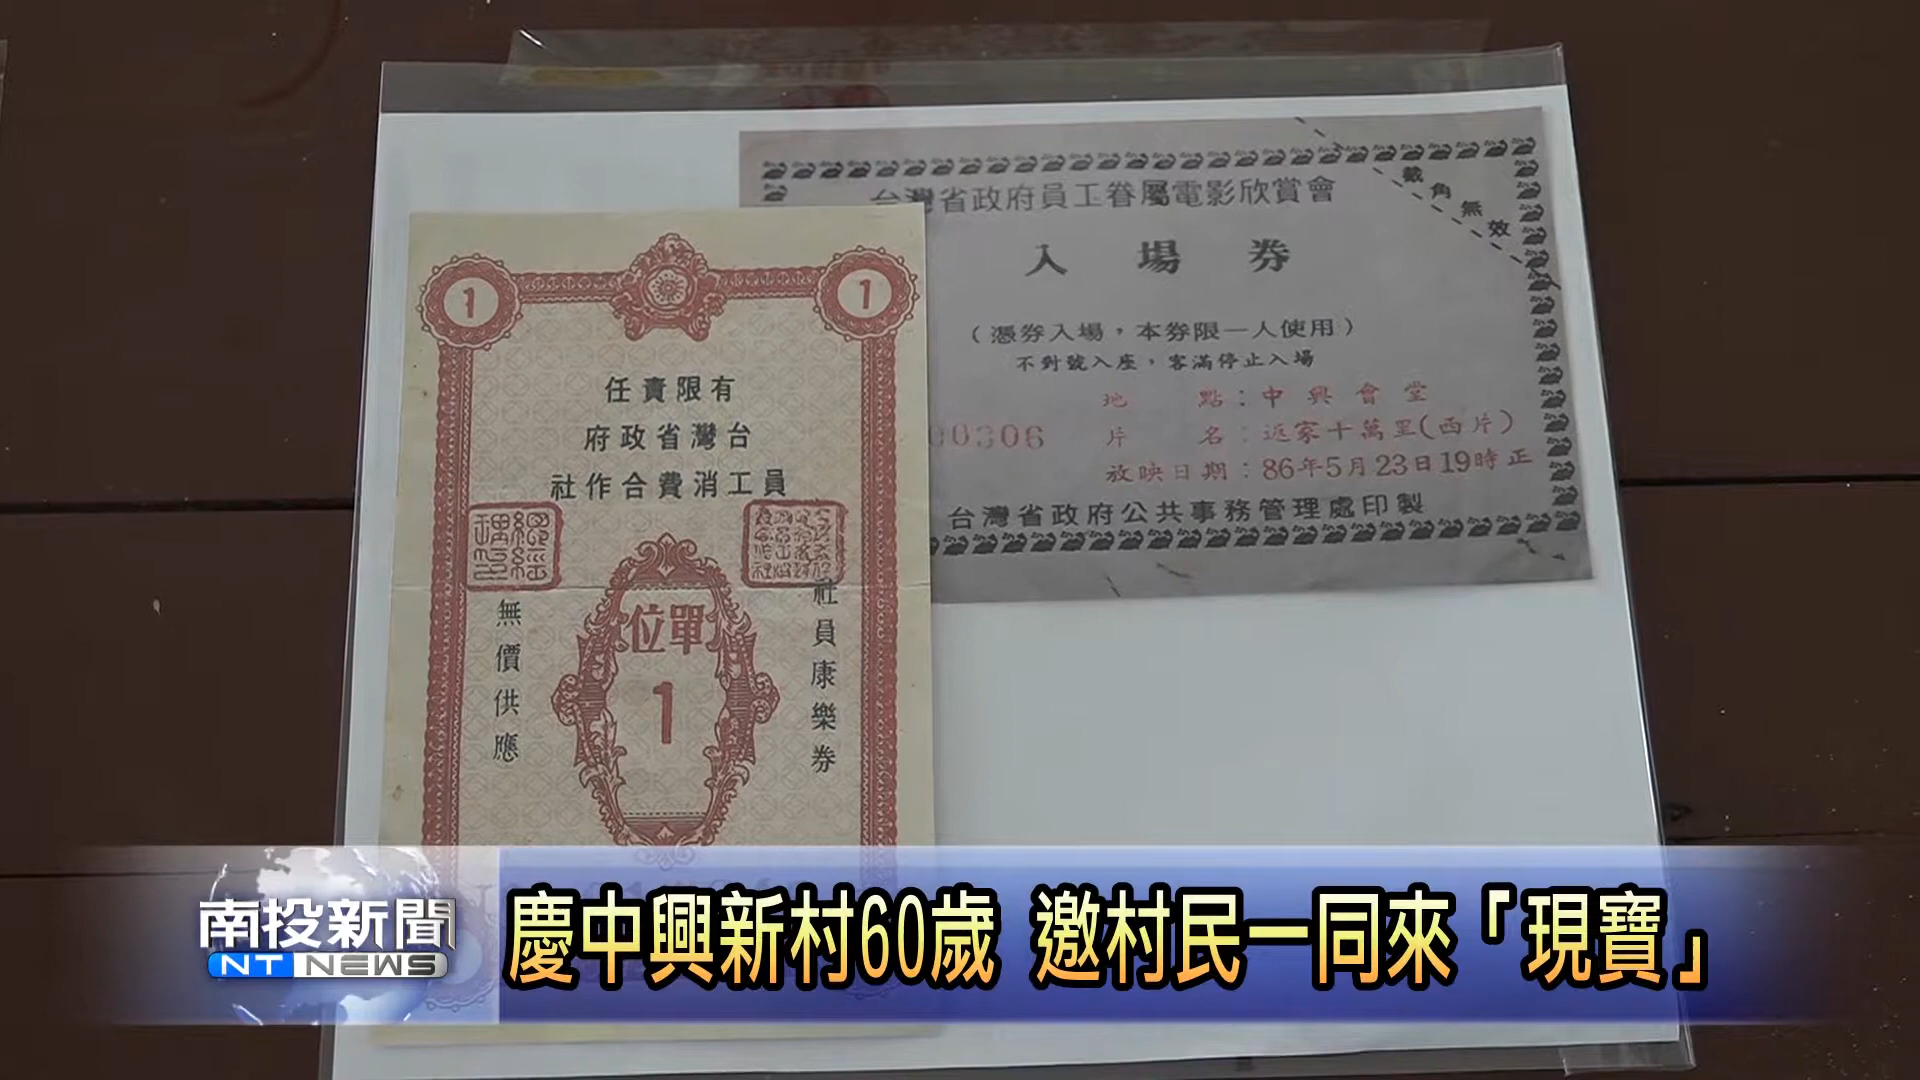 台灣省政府員工眷屬電影欣賞會
截角無效
入場券
（憑券入場，本券限一人使用）
不對號入座，客滿停止入場
地點：中興會堂
00306
片名：返家十萬里(西片)
放映日期：86年5月23日19時正
台灣省政府公共事務管理處印製
1
1
任責限有
府政省灣台
社作合費消工員
社員康樂券
無價供應
位單
1
南投新聞
NT NEWS
慶中興新村60歲 邀村民一同來「現寶」